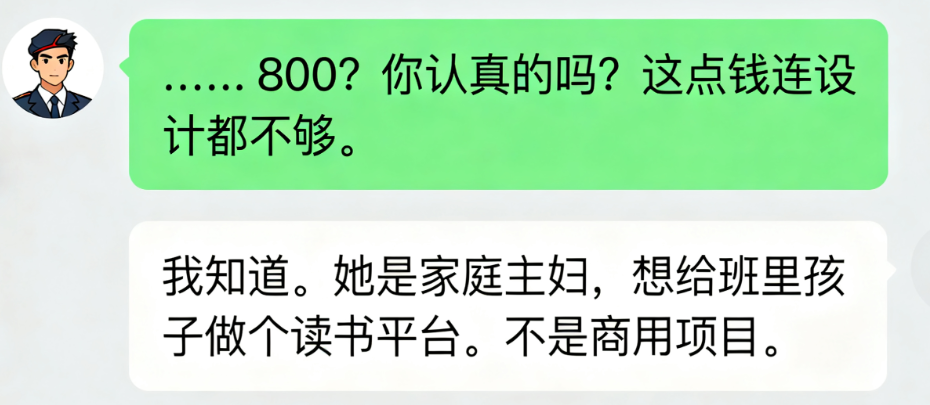 …… 800？你认真的吗？这点钱连设
计都不够。
我知道。她是家庭主妇，想给班里孩
子做个读书平台。不是商用项目。